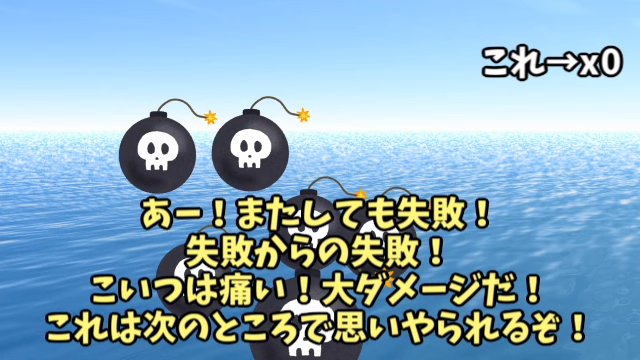 これ→x0
あー！またしても失敗！
失敗からの失敗！
こいつは痛い！大ダメージだ！
これは次のところで思いやられるぞ！